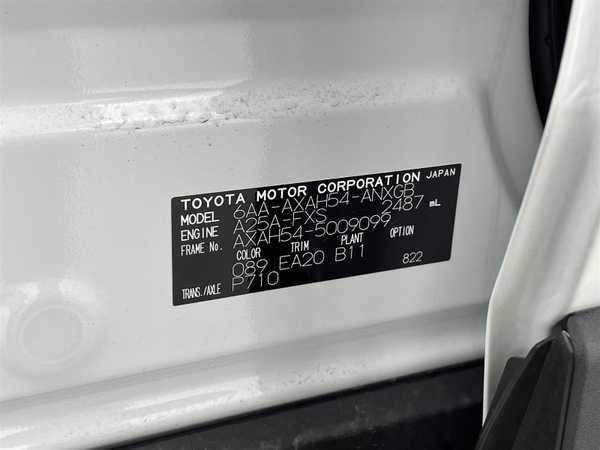 TOYOTA MOTOR CORPORATION JAPAN
MODEL 6AA-AXAH54-ANXGB
ENGINE A25A-FXS 2487 mL
FRAME No. AXAH54-5009099
COLOR TRIM PLANT OPTION
089 EA20 B11 822
TRANS./AXLE P710